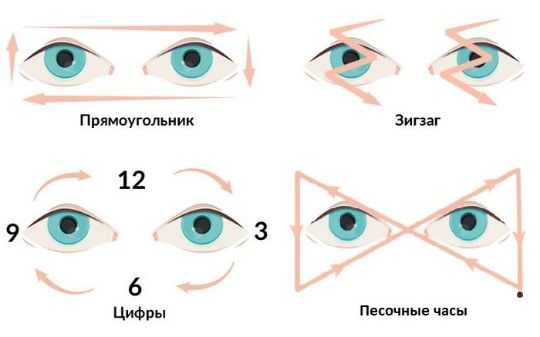 Прямоугольник
Зигзаг
12
9
3
6
Цифры
Песочные часы